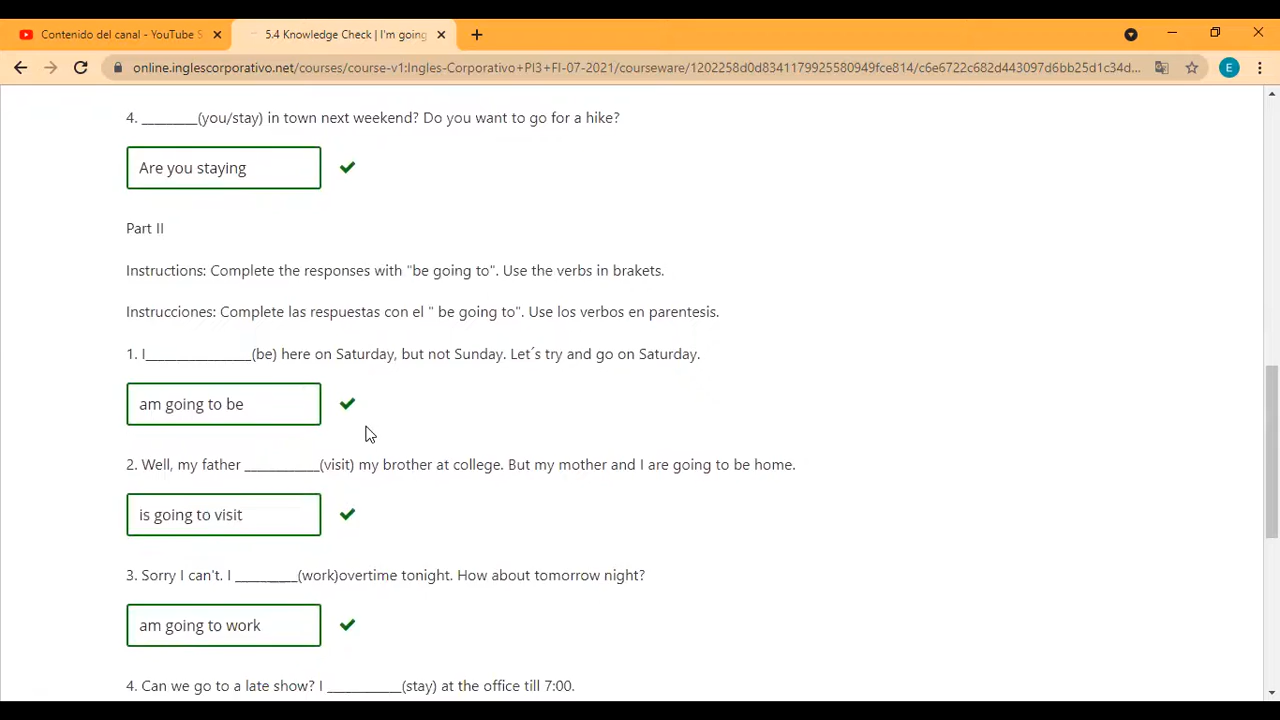 Contenido del canal - YouTube S
5.4 Knowledge Check | I'm going
online.inglescorporativo.net/courses/course-v1:Ingles-Corporativo+PI3+FI-07-2021/courseware/1202258d0d8341179925580949fce814/c6e6722c682d443097d6bb25d1c34d...
E
4. _________(you/stay) in town next weekend? Do you want to go for a hike?
Are you staying
Part II
Instructions: Complete the responses with "be going to". Use the verbs in brakets.
Instrucciones: Complete las respuestas con el " be going to". Use los verbos en parentesis.
1. I_________________(be) here on Saturday, but not Sunday. Let´s try and go on Saturday.
am going to be
2. Well, my father ____________(visit) my brother at college. But my mother and I are going to be home.
is going to visit
3. Sorry I can't. I __________(work)overtime tonight. How about tomorrow night?
am going to work
4. Can we go to a late show? I ____________(stay) at the office till 7:00.